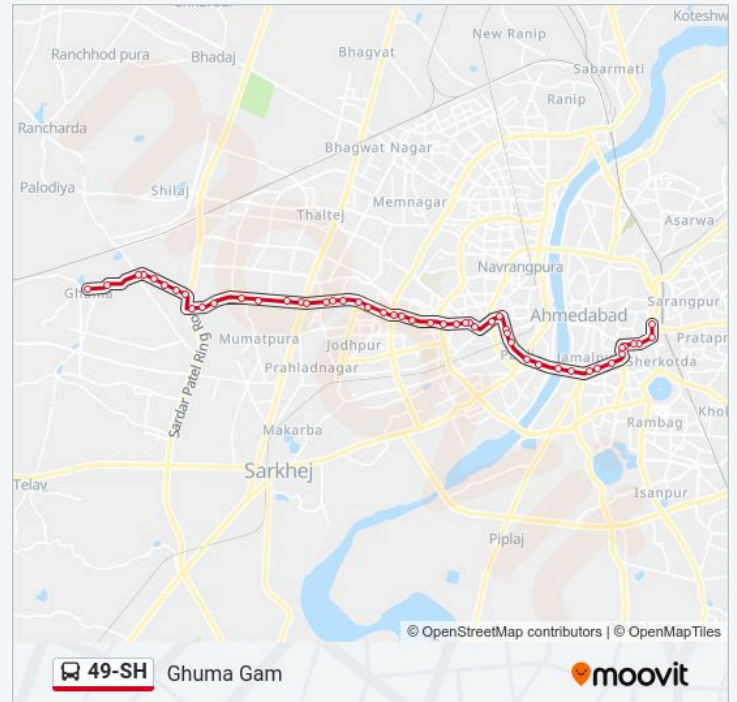 Koteshw
New Ranip
Ranchhod pura
Bhadaj
Bhagvat
Sabarmati
Ranip
Rancharda
Bhagwat Nagar
Palodiya
Shilaj
Memnagar
Thaltej
Asarwa
Navrangpura
Ghuma
Sarangpur
Ahmedabad
Mumatpura
Jodhpur
Jamalpu
Sherkotda
Pratapn
Prahladnagar
Sardar Patel Ring Ro
Khol
Rambag
Makarba
Sarkhej
Telav
Isanpur
Piplaj
© OpenStreetMap contributors | © OpenMapTiles
49-SH Ghuma Gam
moovit